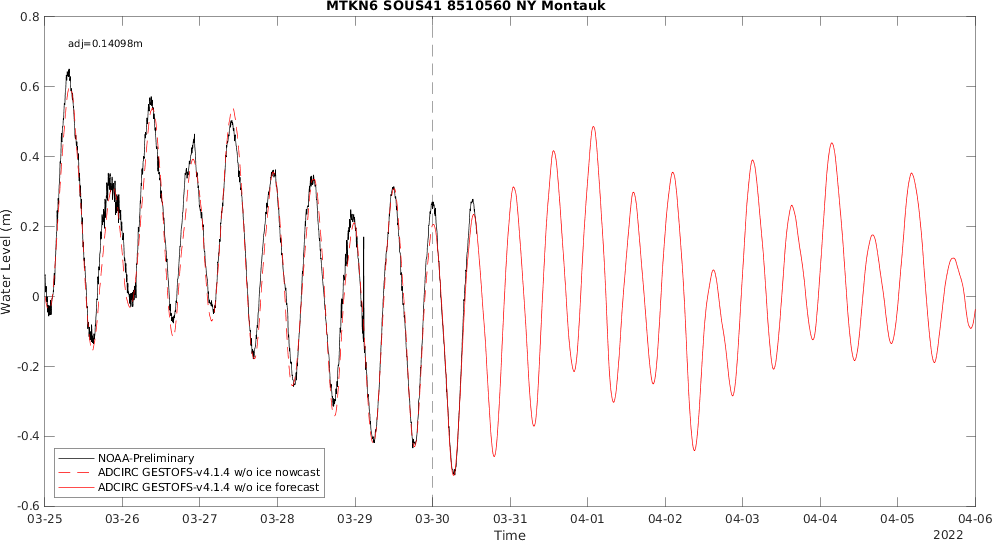 MTKN6 SOUS41 8510560 NY Montauk
adj=0.14098m
0.8
0.6
0.4
0.2
0
-0.2
-0.4
-0.6
Water Level (m)
NOAA-Preliminary
ADCIRC GESTOFS-v4.1.4 w/o ice nowcast
ADCIRC GESTOFS-v4.1.4 w/o ice forecast
03-25 03-26 03-27 03-28 03-29 03-30 03-31 04-01 04-02 04-03 04-04 04-05 04-06
Time
2022